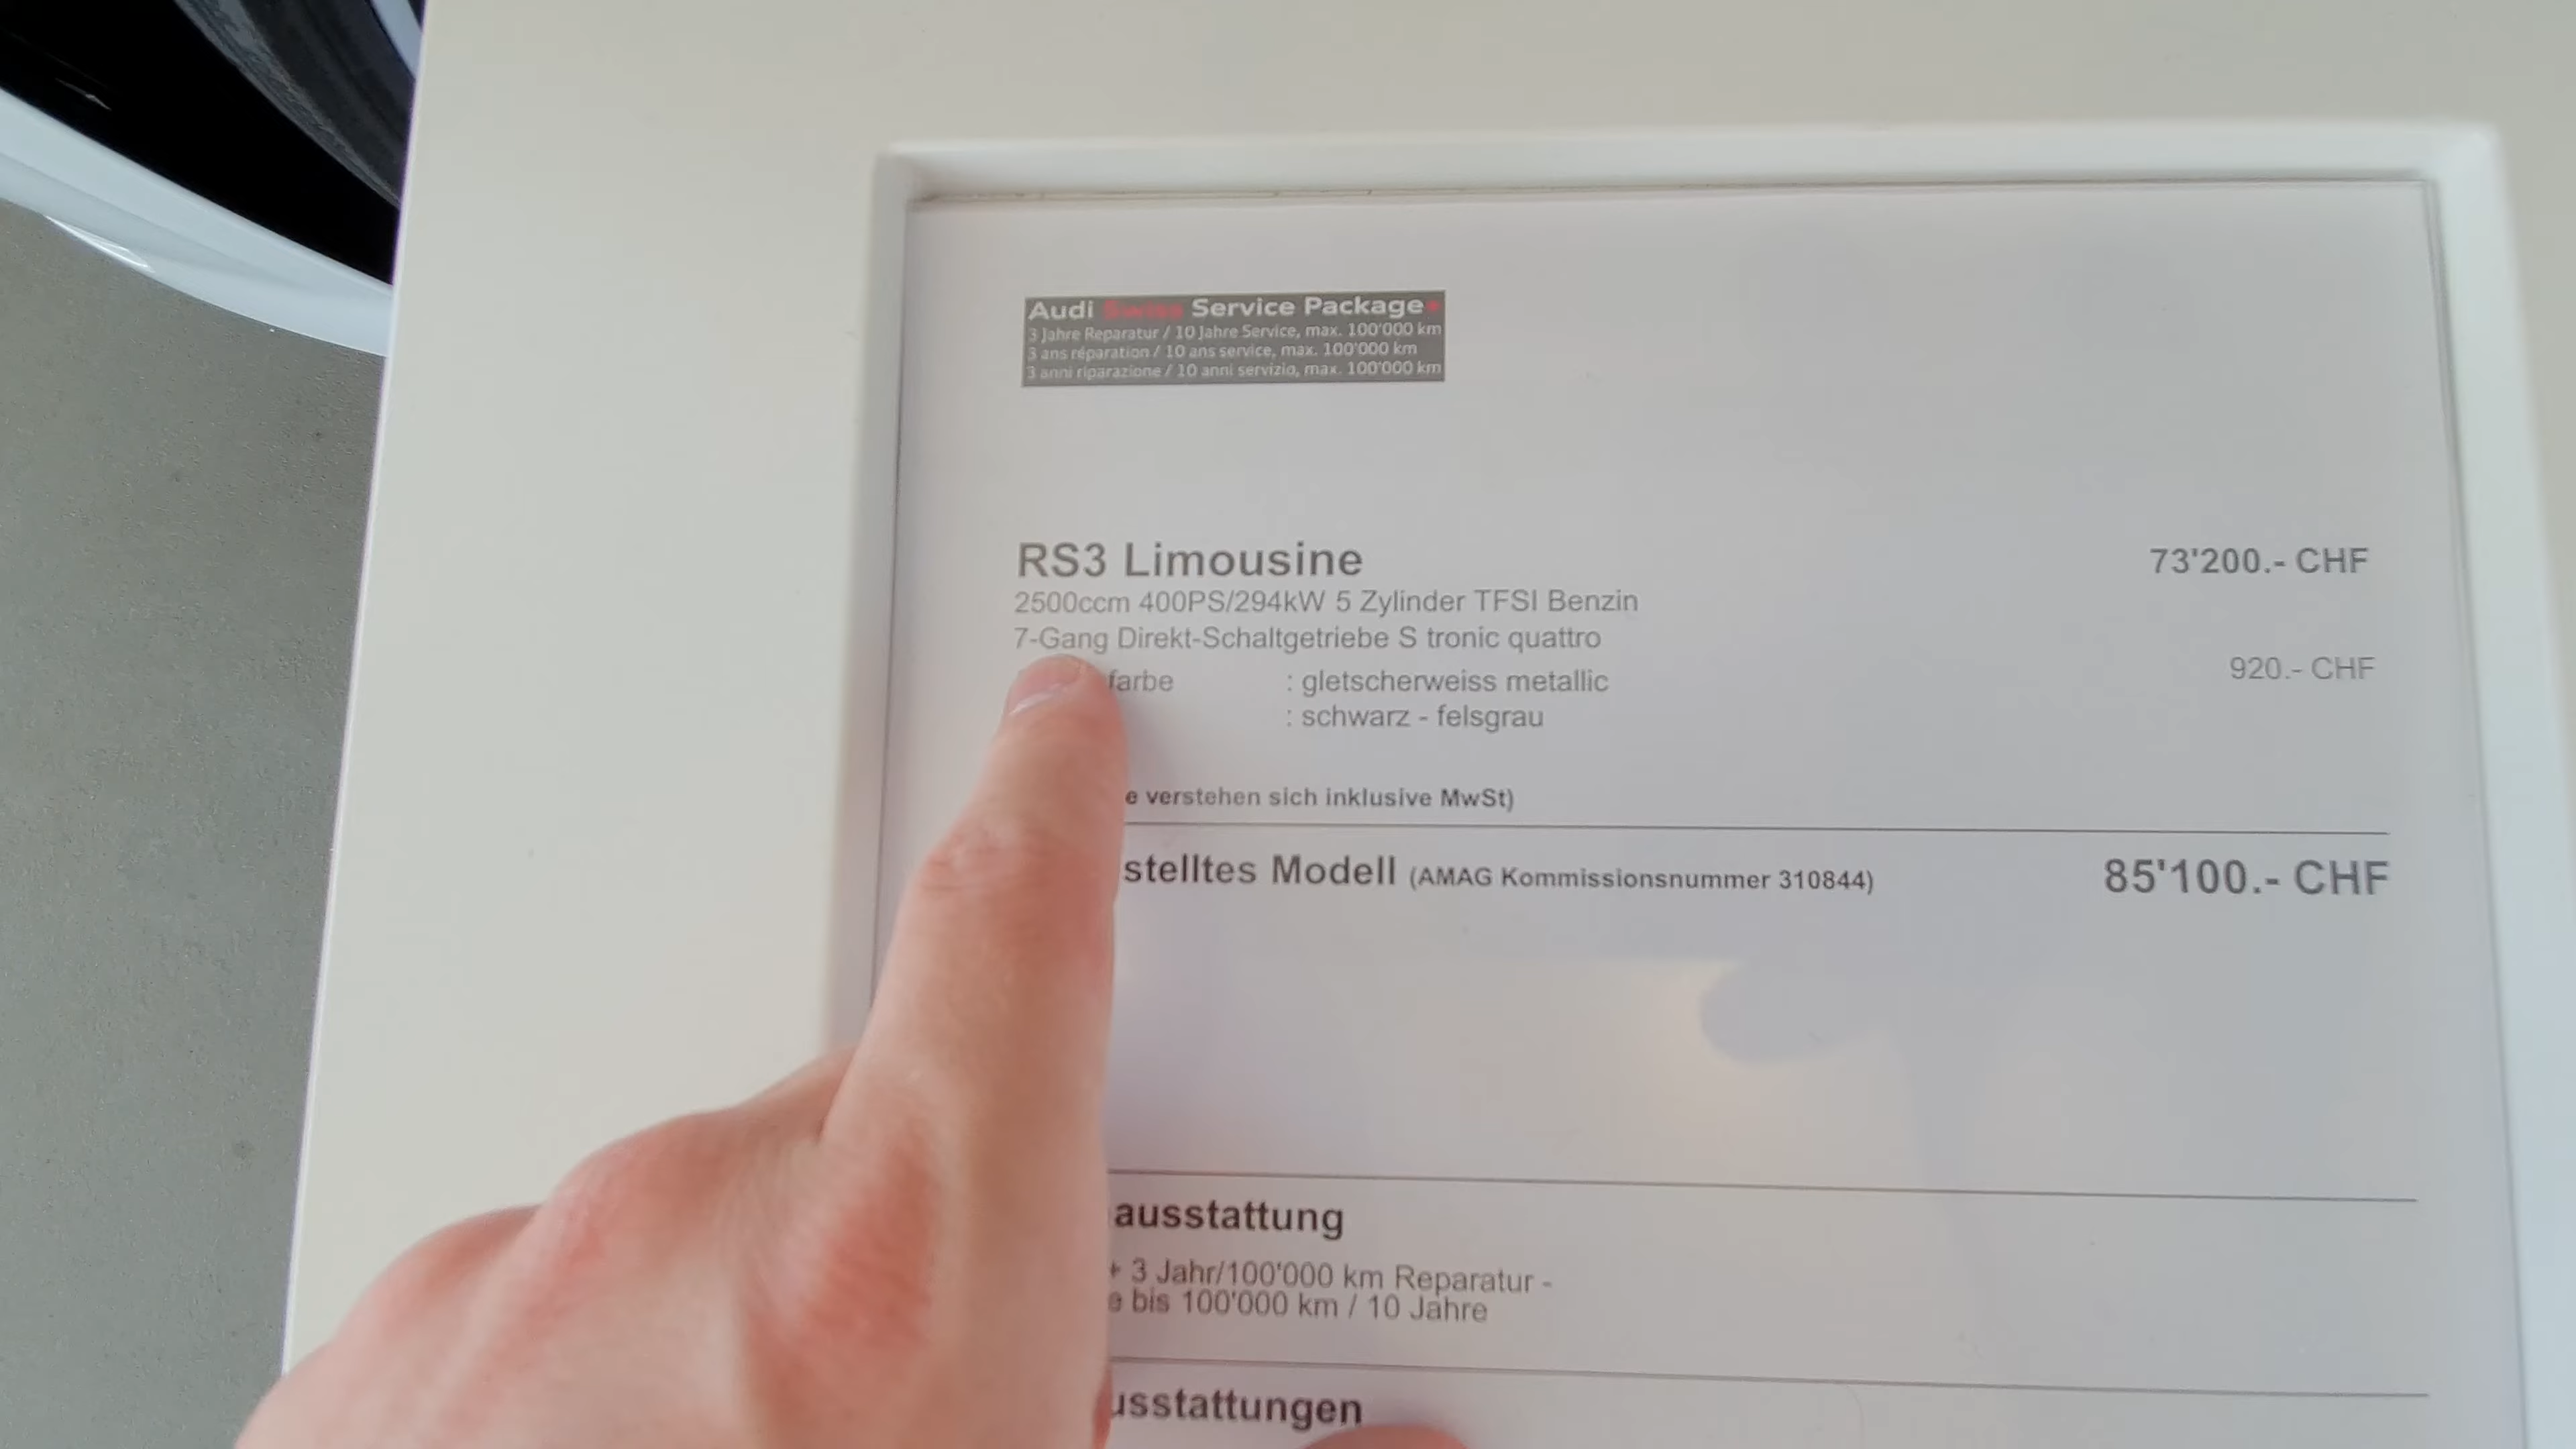 Audi Swiss Service Package+
3 Jahre Reparatur / 10 Jahre Service, max. 100'000 km
3 ans réparation / 10 ans service, max. 100'000 km
3 anni riparazione / 10 anni servizio, max. 100'000 km
RS3 Limousine 73'200.- CHF
2500ccm 400PS/294kW 5 Zylinder TFSI Benzin
7-Gang Direkt-Schaltgetriebe S tronic quattro
farbe : gletscherweiss metallic 920.- CHF
: schwarz - felsgrau
e verstehen sich inklusive MwSt)
stelltes Modell (AMAG Kommissionsnummer 310844) 85'100.- CHF
ausstattung
+ 3 Jahr/100'000 km Reparatur -
e bis 100'000 km / 10 Jahre
usstattungen